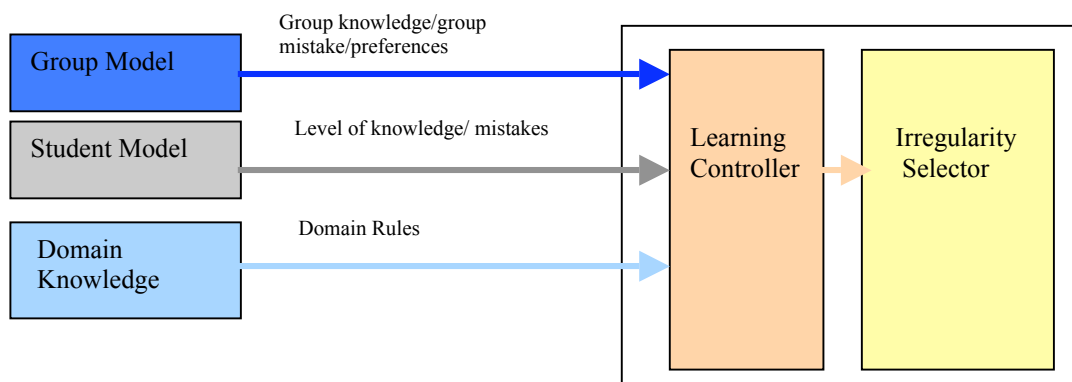 Group knowledge/group
mistake/preferences
Group Model
Student Model
Level of knowledge/ mistakes
Learning
Controller
Irregularity
Selector
Domain Rules
Domain
Knowledge